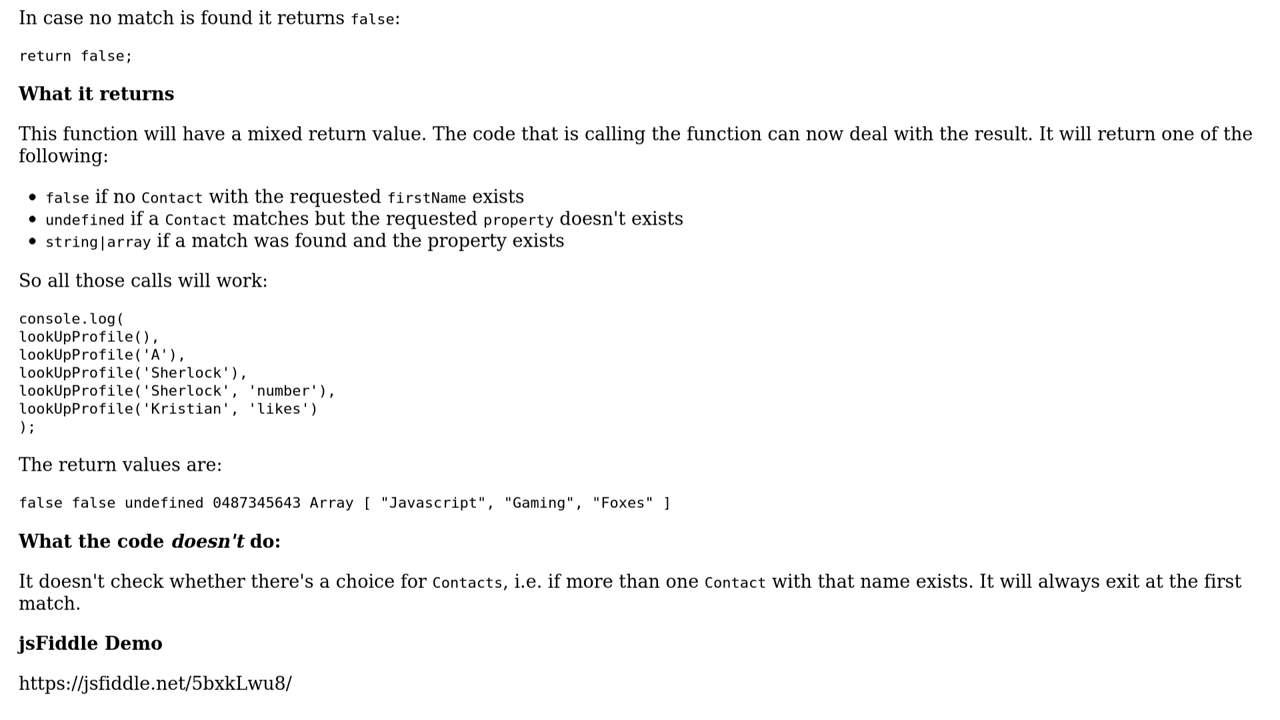 In case no match is found it returns false:
return false;
What it returns
This function will have a mixed return value. The code that is calling the function can now deal with the result. It will return one of the
following:
• false if no Contact with the requested firstName exists
• undefined if a Contact matches but the requested property doesn't exists
• string|array if a match was found and the property exists
So all those calls will work:
console.log(
lookUpProfile(),
lookUpProfile('A'),
lookUpProfile('Sherlock'),
lookUpProfile('Sherlock', 'number'),
lookUpProfile('Kristian', 'likes')
);
The return values are:
false false undefined 0487345643 Array [ "Javascript", "Gaming", "Foxes" ]
What the code doesn't do:
It doesn't check whether there's a choice for Contacts, i.e. if more than one Contact with that name exists. It will always exit at the first
match.
jsFiddle Demo
https://jsfiddle.net/5bxkLwu8/